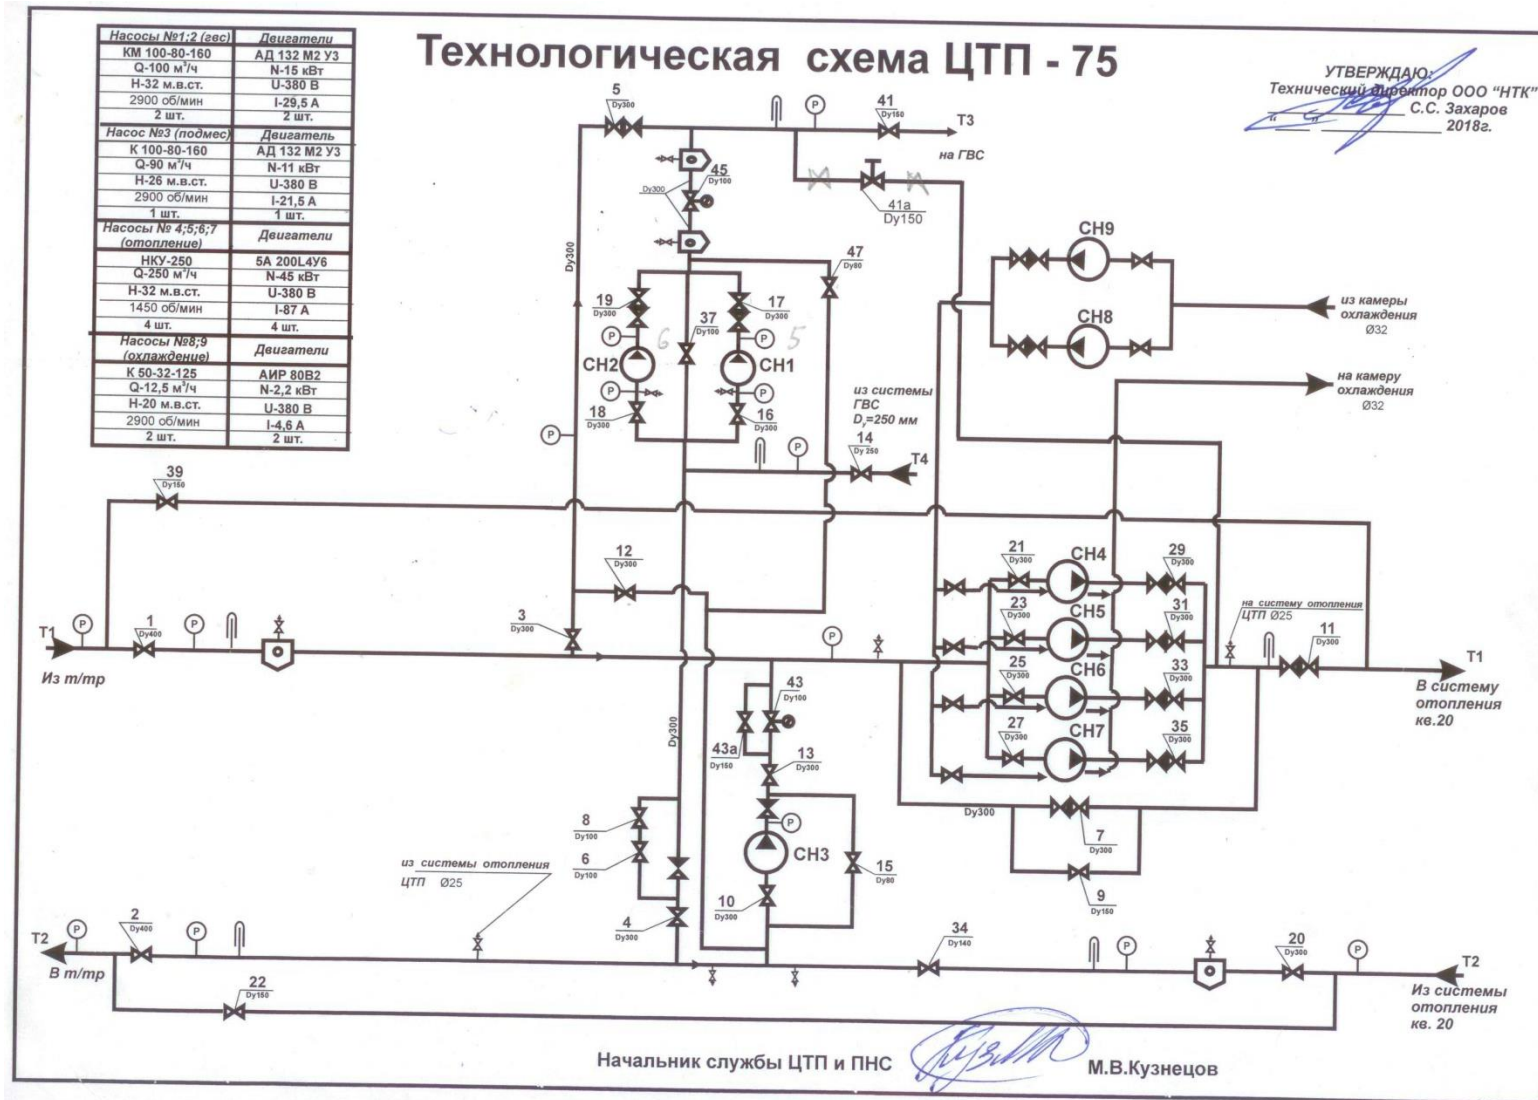 Технологическая схема ЦТП - 75
УТВЕРЖДАЮ:
Технический директор ООО "НТК"
С.С. Захаров
" " 2018г.
Насосы №1;2 (гвс) Двигатели
КМ 100-80-160 АД 132 М2 У3
Q-100 м³/ч N-15 кВт
Н-32 м.в.ст. U-380 В
2900 об/мин I-29,5 А
2 шт. 2 шт.
Насос №3 (подмес) Двигатель
К 100-80-160 АД 132 М2 У3
Q-90 м³/ч N-11 кВт
Н-26 м.в.ст. U-380 В
2900 об/мин I-21,5 А
1 шт. 1 шт.
Насосы № 4;5;6;7 Двигатели
(отопление)
НКУ-250 5А 200L4У6
Q-250 м³/ч N-45 кВт
Н-32 м.в.ст. U-380 В
1450 об/мин I-87 А
4 шт. 4 шт.
Насосы №8;9 Двигатели
(охлаждение)
К 50-32-125 АИР 80В2
Q-12,5 м³/ч N-2,2 кВт
Н-20 м.в.ст. U-380 В
2900 об/мин I-4,6 А
2 шт. 2 шт.
5
Dy300
P
41
Dy150
Т3
на ГВС
45
Dy100
Dy300
41а
Dy150
Dy300
47
Dy80
СН9
СН8
из камеры
охлаждения
Ø32
на камеру
охлаждения
Ø32
19
Dy300
17
Dy300
37
Dy100
P
P
6
5
СН2
СН1
P
P
18
Dy300
16
Dy300
из системы
ГВС
Dу=250 мм
P
P
14
Dy 250
Т4
39
Dy150
12
Dy300
21
Dy300
СН4
29
Dy300
23
Dy300
СН5
31
Dy300
25
Dy300
СН6
33
Dy300
27
Dy300
СН7
35
Dy300
на систему отопления
ЦТП Ø25
11
Dy300
Т1
В систему
отопления
кв.20
Т1
P
1
Dy400
P
3
Dy300
P
Из т/тр
43
Dy100
43а
Dy150
13
Dy300
Dy300
Dy300
7
Dy300
9
Dy150
8
Dy100
6
Dy100
P
СН3
15
Dy80
10
Dy300
4
Dy300
из системы отопления
ЦТП Ø25
Т2
P
2
Dy400
P
В т/тр
22
Dy150
34
Dy140
P
20
Dy300
P
Т2
Из системы
отопления
кв. 20
Начальник службы ЦТП и ПНС М.В.Кузнецов